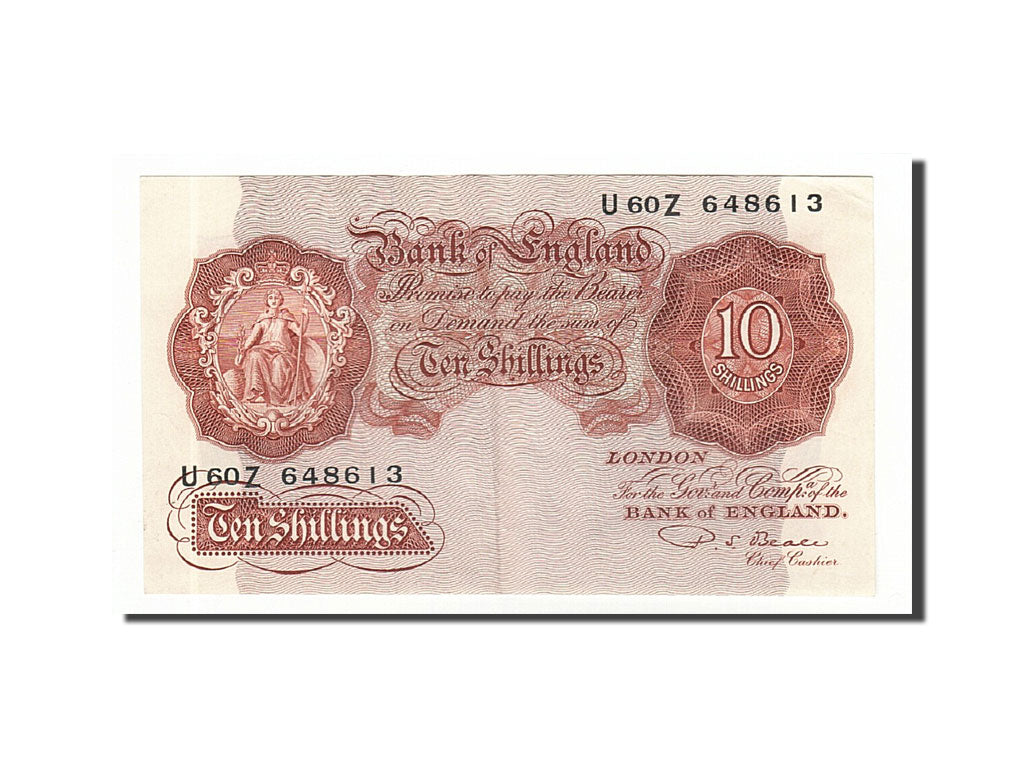 U60Z 648613
Bank of England
Promise to pay the Bearer
on Demand the sum of
Ten Shillings
10
SHILLINGS
U60Z 648613
Ten Shillings
LONDON
For the Govr. and Compa. of the
BANK of ENGLAND.
P. S. Beale
Chief Cashier